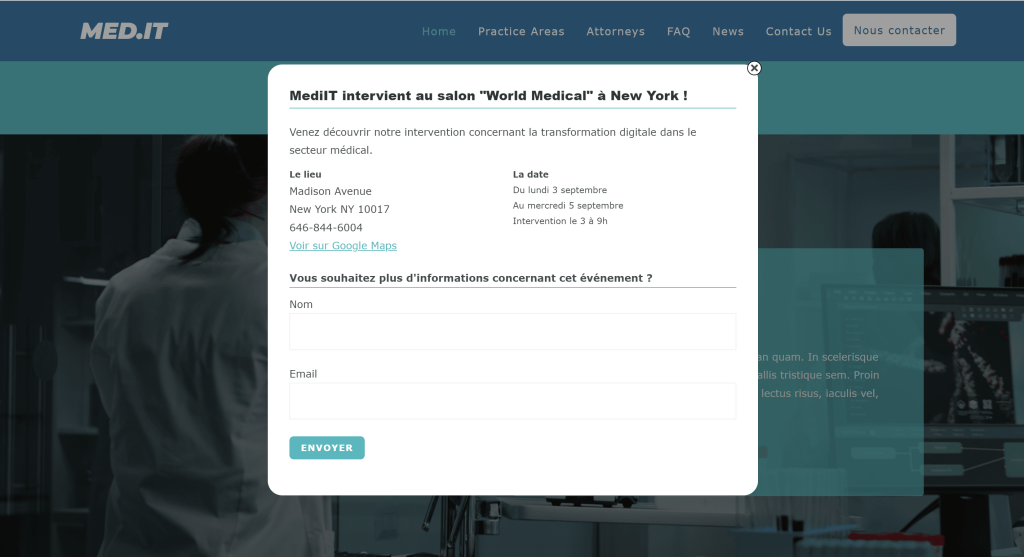 MED.IT
Home Practice Areas Attorneys FAQ News Contact Us Nous contacter
MediIT intervient au salon "World Medical" à New York !
Venez découvrir notre intervention concernant la transformation digitale dans le
secteur médical.
Le lieu
Madison Avenue
New York NY 10017
646-844-6004
Voir sur Google Maps
La date
Du lundi 3 septembre
Au mercredi 5 septembre
Intervention le 3 à 9h
Vous souhaitez plus d'informations concernant cet événement ?
Nom
Email
ENVOYER
quam. In scelerisque
tristique sem. Proin
lectus risus, iaculis vel,